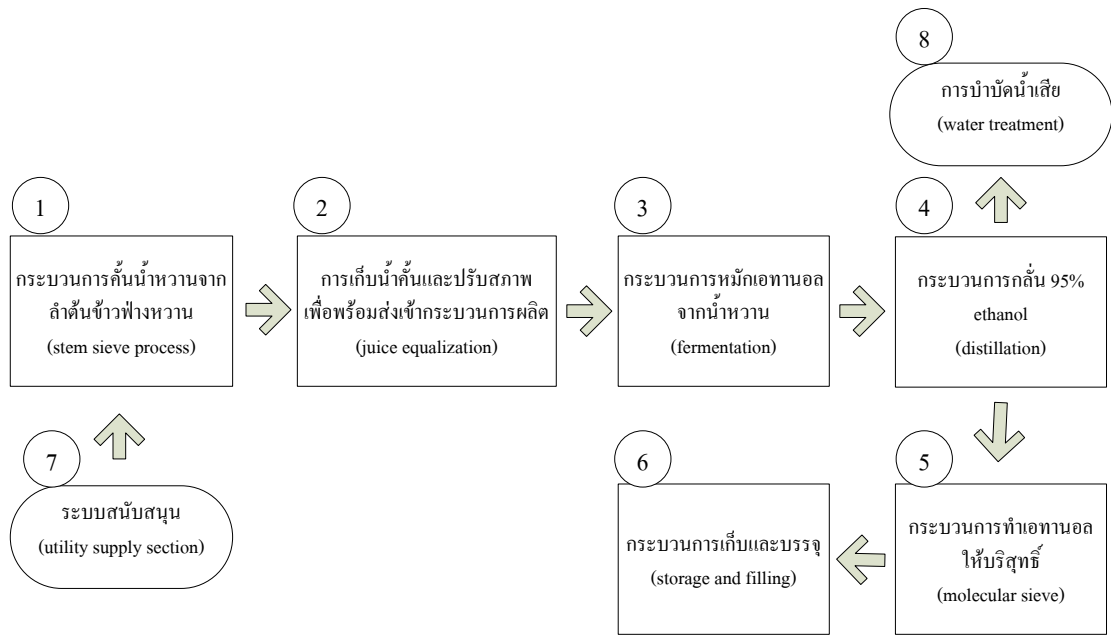 8
การบำบัดน้ำเสีย
(water treatment)
1
กระบวนการคั้นน้ำหวานจาก
ลำต้นข้าวฟ่างหวาน
(stem sieve process)
2
การเก็บน้ำคั้นและปรับสภาพ
เพื่อพร้อมส่งเข้ากระบวนการผลิต
(juice equalization)
3
กระบวนการหมักเอทานอล
จากน้ำหวาน
(fermentation)
4
กระบวนการกลั่น 95%
ethanol
(distillation)
7
ระบบสนับสนุน
(utility supply section)
6
กระบวนการเก็บและบรรจุ
(storage and filling)
5
กระบวนการทำเอทานอล
ให้บริสุทธิ์
(molecular sieve)